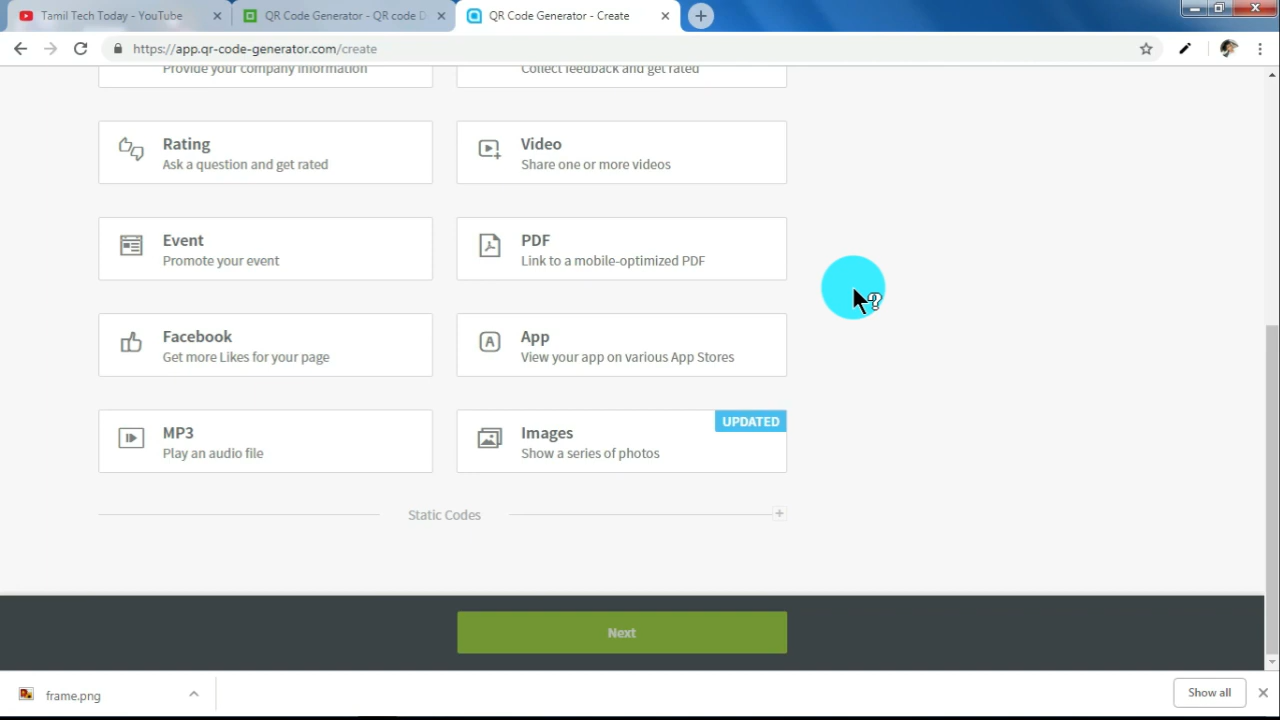 Tamil Tech Today - YouTube
QR Code Generator - QR code D
QR Code Generator - Create
https://app.qr-code-generator.com/create
Provide your company information
Collect feedback and get rated
Rating
Ask a question and get rated
Video
Share one or more videos
Event
Promote your event
PDF
Link to a mobile-optimized PDF
Facebook
Get more Likes for your page
App
View your app on various App Stores
MP3
Play an audio file
UPDATED
Images
Show a series of photos
Static Codes
Next
frame.png
Show all